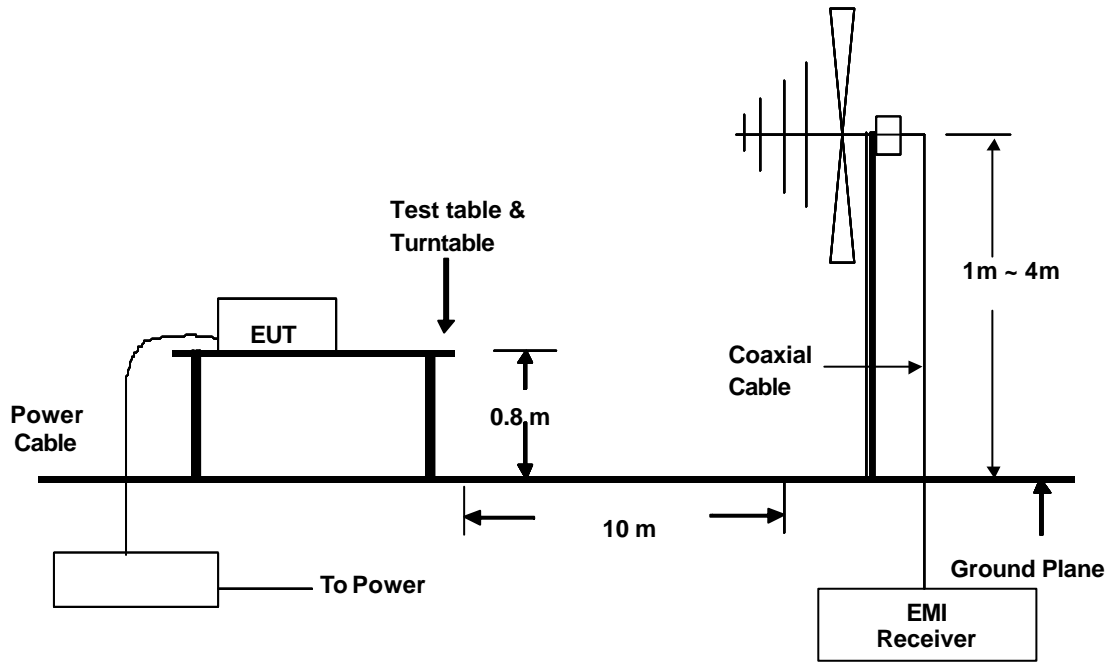 Test table &
Turntable
1m ~ 4m
EUT
Coaxial
Cable
0.8 m
Power
Cable
10 m
Ground Plane
To Power
EMI
Receiver